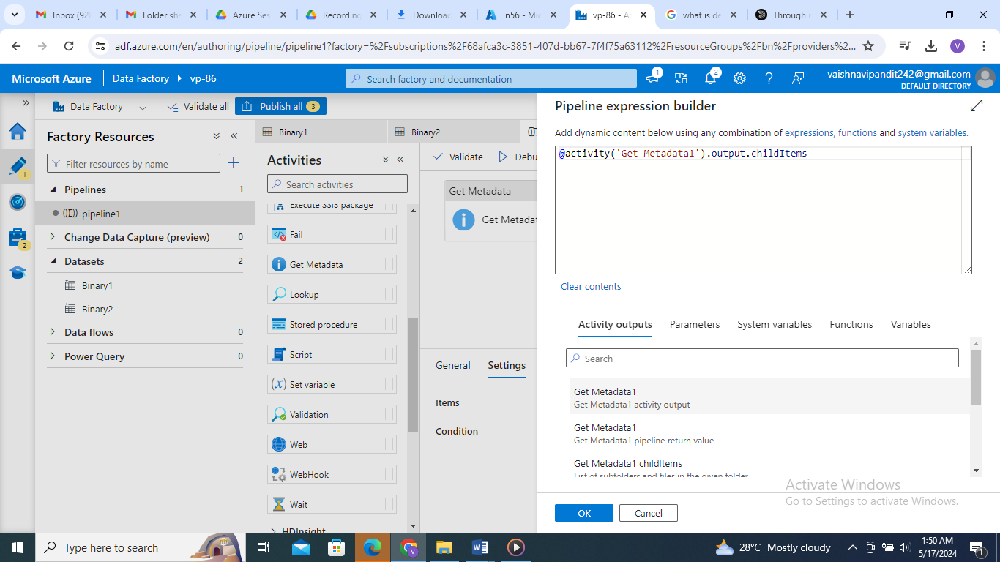 Inbox (92
Folder sha
Azure Ses
Recording
Downloac
in56 - Mic
vp-86 - A
what is de
Through
adf.azure.com/en/authoring/pipeline/pipeline1?factory=%2Fsubscriptions%2F68afca3c-3851-407d-bb67-7f4f75a63112%2FresourceGroups%2Fbn%2Fproviders%2...
V
Microsoft Azure
Data Factory
vp-86
Search factory and documentation
1
2
vaishnavipandit242@gmail.com
DEFAULT DIRECTORY
Data Factory
Validate all
Publish all
3
Factory Resources
Filter resources by name
Pipelines
1
pipeline1
Change Data Capture (preview)
0
Datasets
2
Binary1
Binary2
Data flows
0
Power Query
0
1
2
Binary1
Binary2
Activities
Search activities
Execute SSIS package
Fail
Get Metadata
Lookup
Stored procedure
Script
Set variable
Validation
Web
WebHook
Wait
HDInsight
Validate
Debu
Get Metadata
Get Metadat
General
Settings
Items
Condition
Pipeline expression builder
Add dynamic content below using any combination of expressions, functions and system variables.
@activity('Get Metadata1').output.childItems
Clear contents
Activity outputs
Parameters
System variables
Functions
Variables
Search
Get Metadata1
Get Metadata1 activity output
Get Metadata1
Get Metadata1 pipeline return value
Get Metadata1 childItems
List of subfolders and files in the given folder
Activate Windows
Go to Settings to activate Windows.
OK
Cancel
Type here to search
28°C Mostly cloudy
1:50 AM
5/17/2024
1